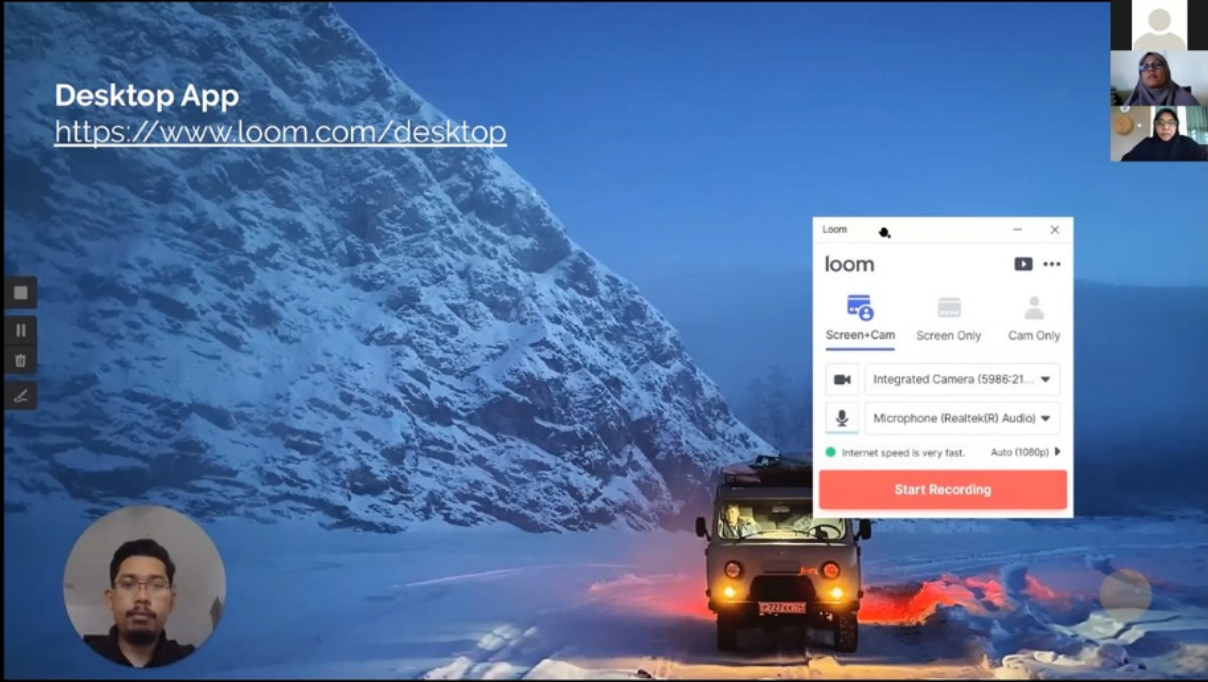 Desktop App
https://www.loom.com/desktop
Loom
loom
Screen+Cam
Screen Only
Cam Only
Integrated Camera (5986:21...
Microphone (Realtek(R) Audio)
Internet speed is very fast.
Auto (1080p)
Start Recording